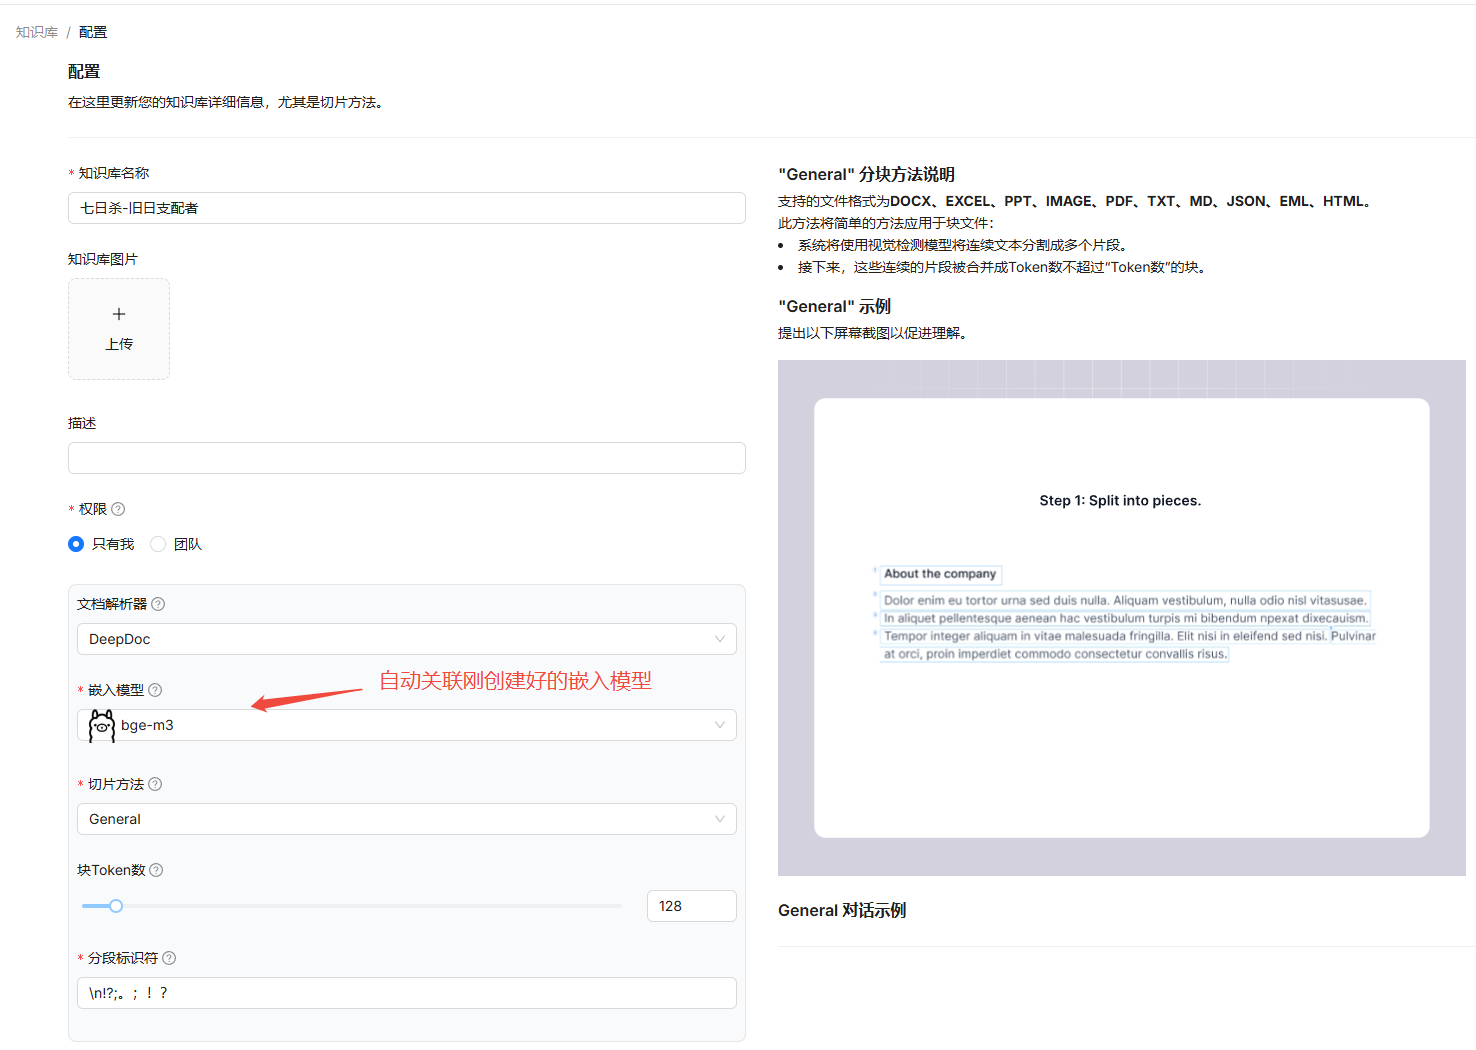 知识库 / 配置
配置
在这里更新您的知识库详细信息，尤其是切片方法。
* 知识库名称
七日杀-旧日支配者
知识库图片
上传
描述
* 权限
只有我
团队
文档解析器
DeepDoc
* 嵌入模型
自动关联刚创建好的嵌入模型
bge-m3
* 切片方法
General
块Token数
128
* 分段标识符
\n!?;。；！？
"General" 分块方法说明
支持的文件格式为DOCX、EXCEL、PPT、IMAGE、PDF、TXT、MD、JSON、EML、HTML。
此方法将简单的方法应用于块文件：
• 系统将使用视觉检测模型将连续文本分割成多个片段。
• 接下来，这些连续的片段被合并成Token数不超过“Token数”的块。
"General" 示例
提出以下屏幕截图以促进理解。
Step 1: Split into pieces.
About the company
Dolor enim eu tortor urna sed duis nulla. Aliquam vestibulum, nulla odio nisl vitasusae.
In aliquet pellentesque aenean hac vestibulum turpis mi bibendum npexat dixecauism.
Tempor integer aliquam in vitae malesuada fringilla. Elit nisi in eleifend sed nisi. Pulvinar
at orci, proin imperdiet commodo consectetur convallis risus.
General 对话示例